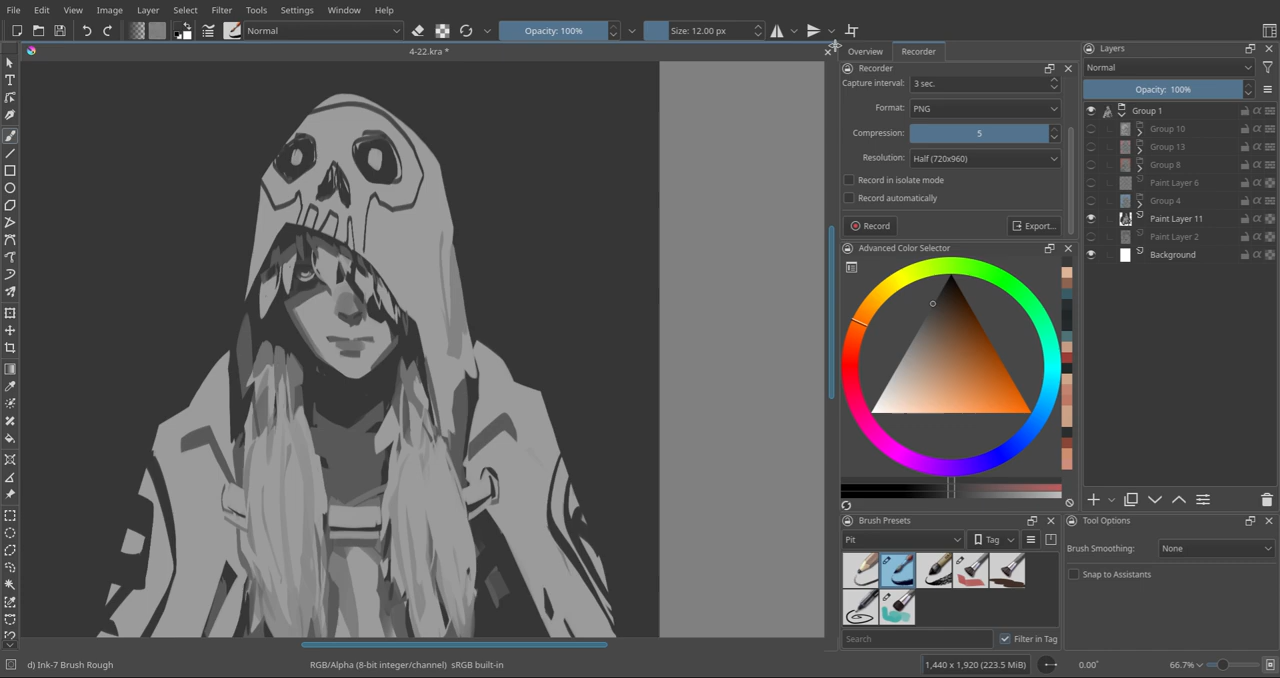 File Edit View Image Layer Select Filter Tools Settings Window Help
Normal Opacity: 100% Size: 12.00 px
4-22.kra *
Overview Recorder
Recorder
Capture interval: 3 sec.
Format: PNG
Compression: 5
Resolution: Half (720x960)
Record in isolate mode
Record automatically
Record Export...
Advanced Color Selector
Brush Presets
Pit Tag
Search Filter in Tag
Layers
Normal
Opacity: 100%
Group 1
Group 10
Group 13
Group 8
Paint Layer 6
Group 4
Paint Layer 11
Paint Layer 2
Background
Tool Options
Brush Smoothing: None
Snap to Assistants
d) Ink-7 Brush Rough RGB/Alpha (8-bit integer/channel) sRGB built-in 1,440 x 1,920 (223.5 MiB) 0.00° 66.7%